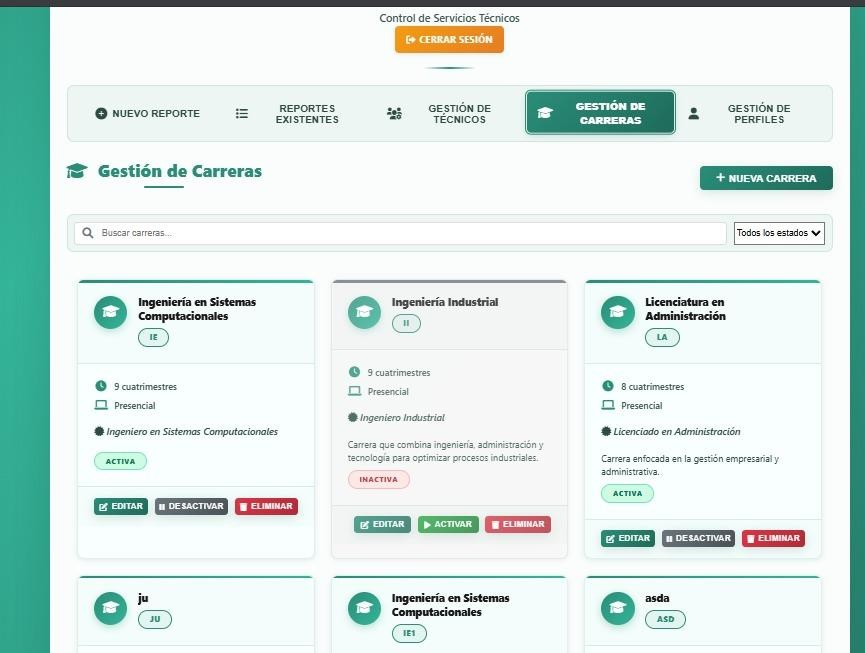 Control de Servicios Técnicos
CERRAR SESIÓN
NUEVO REPORTE
REPORTES
EXISTENTES
GESTIÓN DE
TÉCNICOS
GESTIÓN DE
CARRERAS
GESTIÓN DE
PERFILES
Gestión de Carreras
+ NUEVA CARRERA
Buscar carreras...
Todos los estados
Ingeniería en Sistemas
Computacionales
IE
9 cuatrimestres
Presencial
Ingeniero en Sistemas Computacionales
ACTIVA
EDITAR
DESACTIVAR
ELIMINAR
Ingeniería Industrial
II
9 cuatrimestres
Presencial
Ingeniero Industrial
Carrera que combina ingeniería, administración y
tecnología para optimizar procesos industriales.
INACTIVA
EDITAR
ACTIVAR
ELIMINAR
Licenciatura en
Administración
LA
8 cuatrimestres
Presencial
Licenciado en Administración
Carrera enfocada en la gestión empresarial y
administrativa.
ACTIVA
EDITAR
DESACTIVAR
ELIMINAR
ju
JU
Ingeniería en Sistemas
Computacionales
IE1
asda
ASD